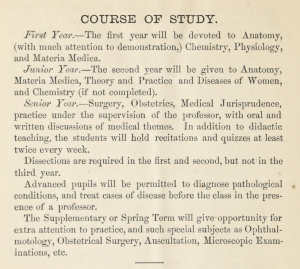 COURSE OF STUDY.
First Year.—The first year will be devoted to Anatomy,
(with much attention to demonstration,) Chemistry, Physiology,
and Materia Medica.
Junior Year.—The second year will be given to Anatomy,
Materia Medica, Theory and Practice and Diseases of Women,
and Chemistry (if not completed).
Senior Year.—Surgery, Obstetrics, Medical Jurisprudence,
practice under the supervision of the professor, with oral and
written discussions of medical themes. In addition to didactic
teaching, the students will hold recitations and quizzes at least
twice every week.
Dissections are required in the first and second, but not in the
third year.
Advanced pupils will be permitted to diagnose pathological
conditions, and treat cases of disease before the class in the pres-
ence of a professor.
The Supplementary or Spring Term will give opportunity for
extra attention to practice, and such special subjects as Ophthal-
motology, Obstetrical Surgery, Auscultation, Microscopic Exam-
inations, etc.